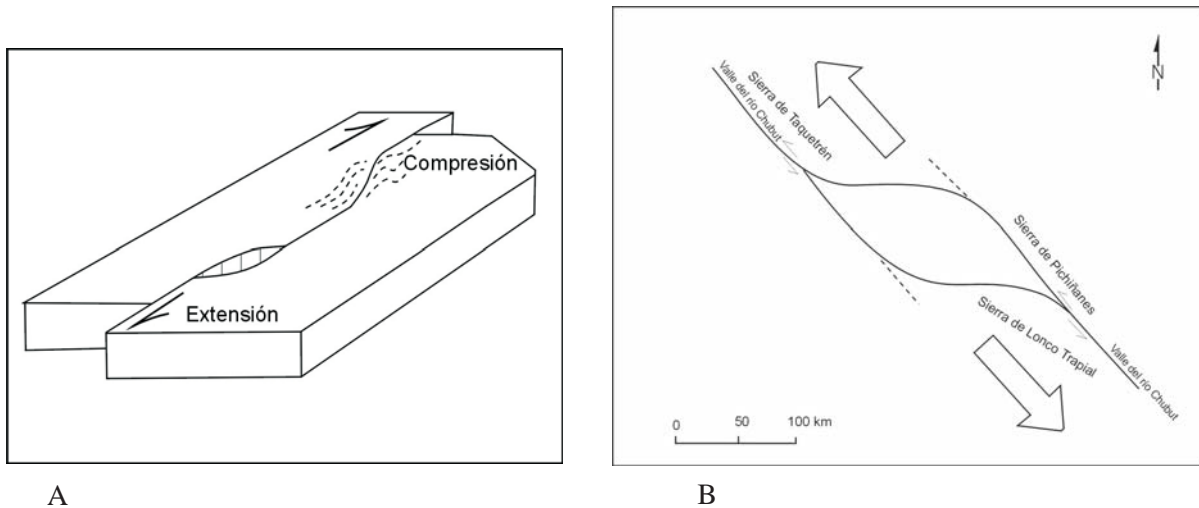 Compresión
Extensión
A
N
Valle del río Chubut
Sierra de Taquetrén
Sierra de Pichiñanes
Sierra de Lonco Trapial
Valle del río Chubut
0 50 100 km
B